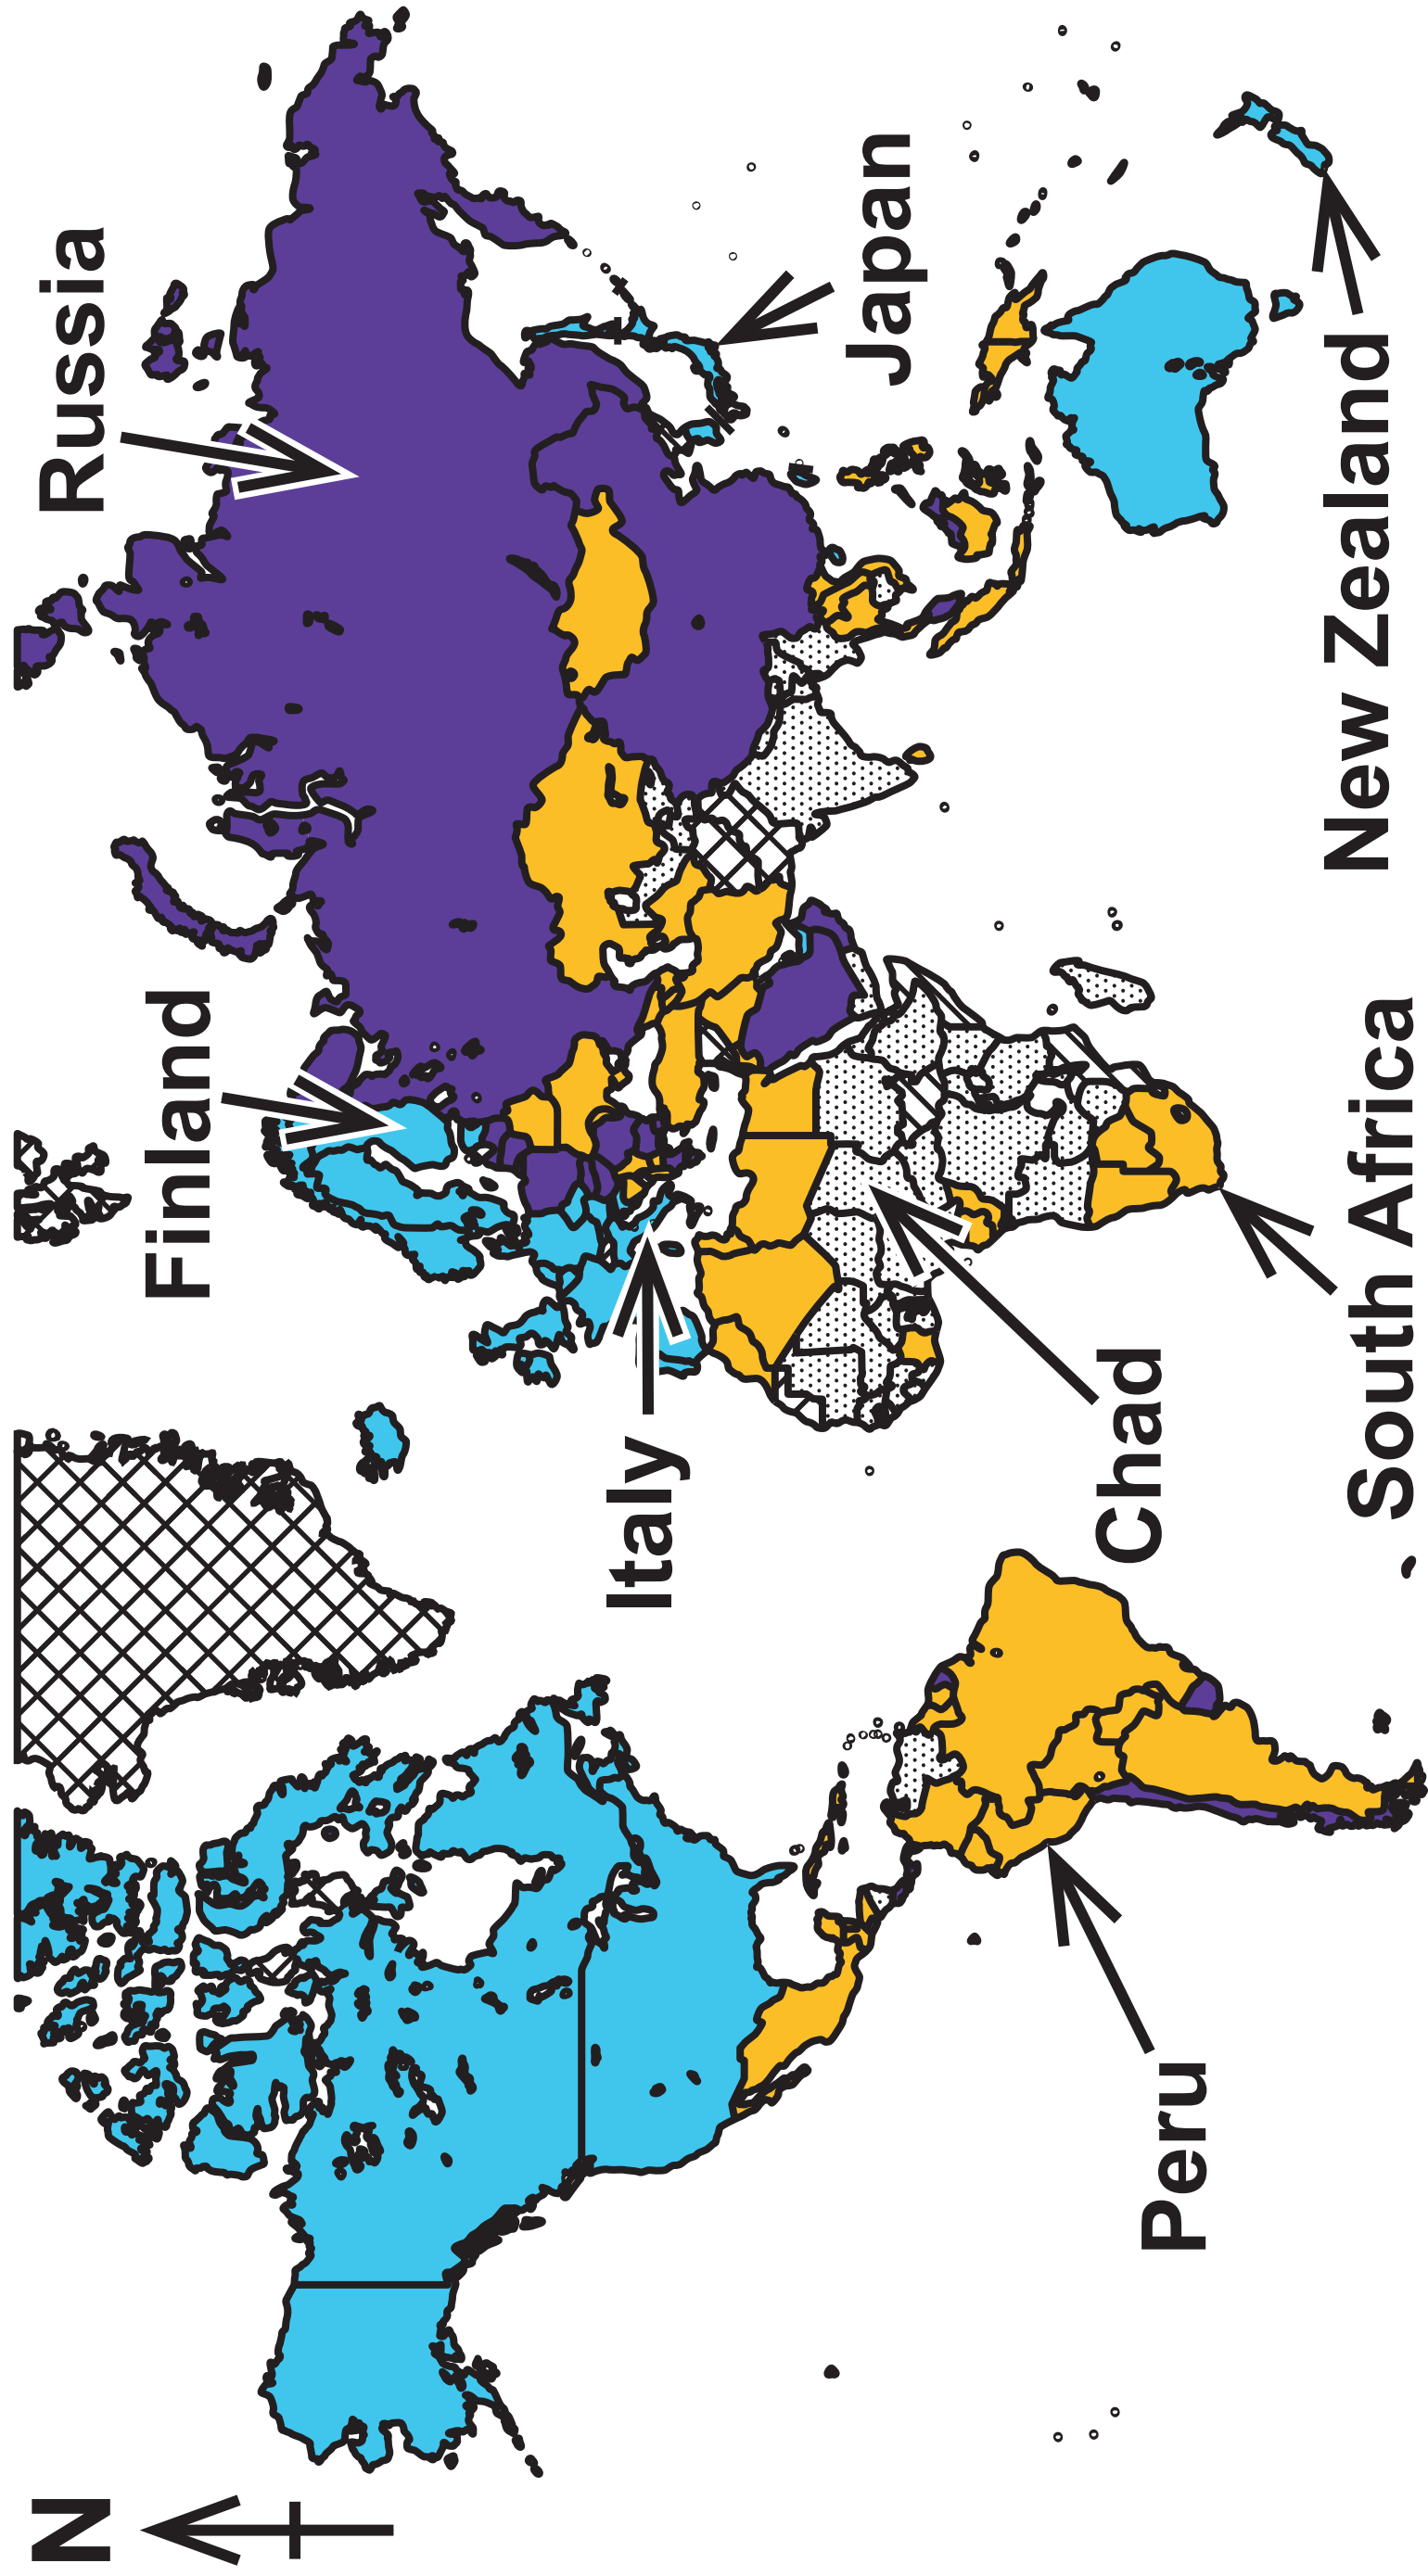 N
Russia
Finland
Italy
Japan
Chad
Peru
New Zealand
South Africa